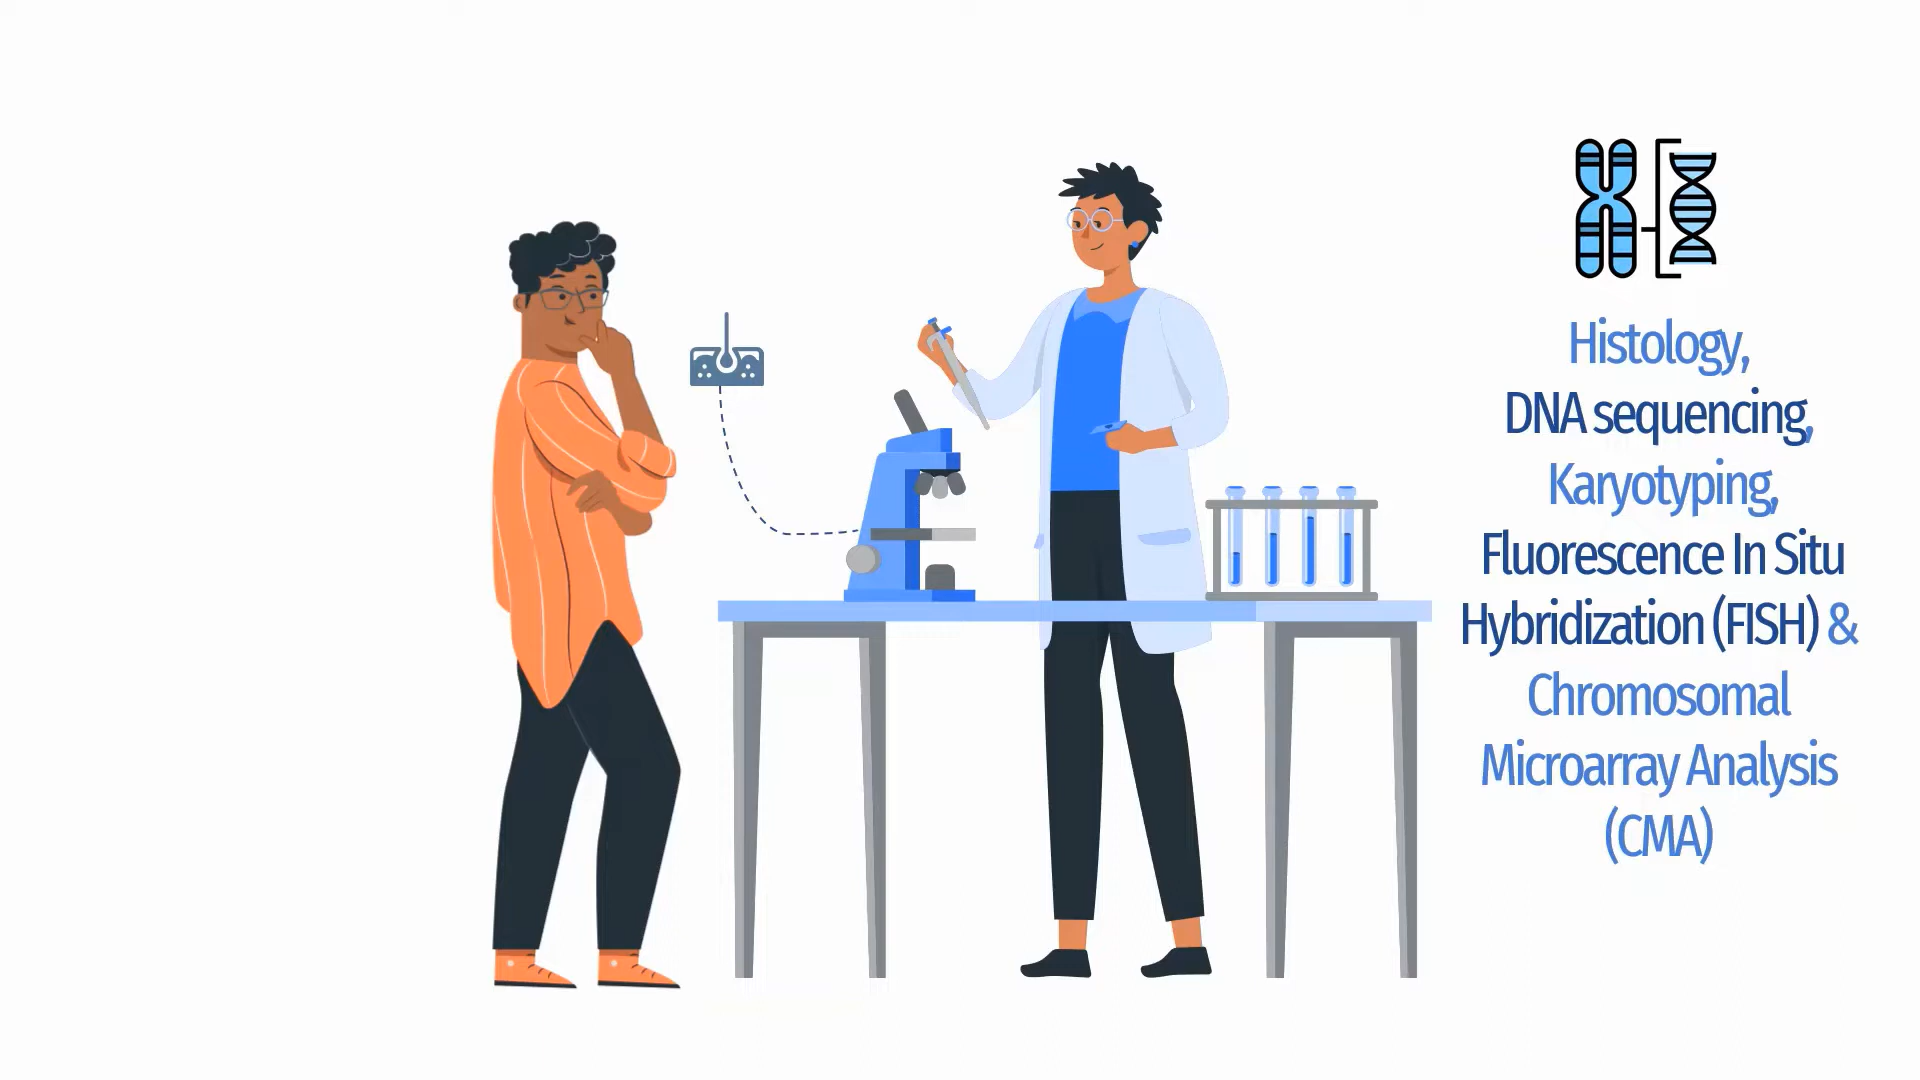 Histology,
DNA sequencing,
Karyotyping,
Fluorescence In Situ
Hybridization (FISH) &
Chromosomal
Microarray Analysis
(CMA)